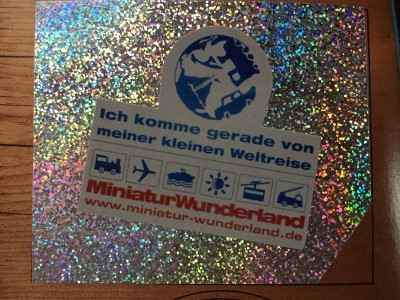 Ich komme gerade von
meiner kleinen Weltreise
MiniaturWunderland
www.miniatur-wunderland.de